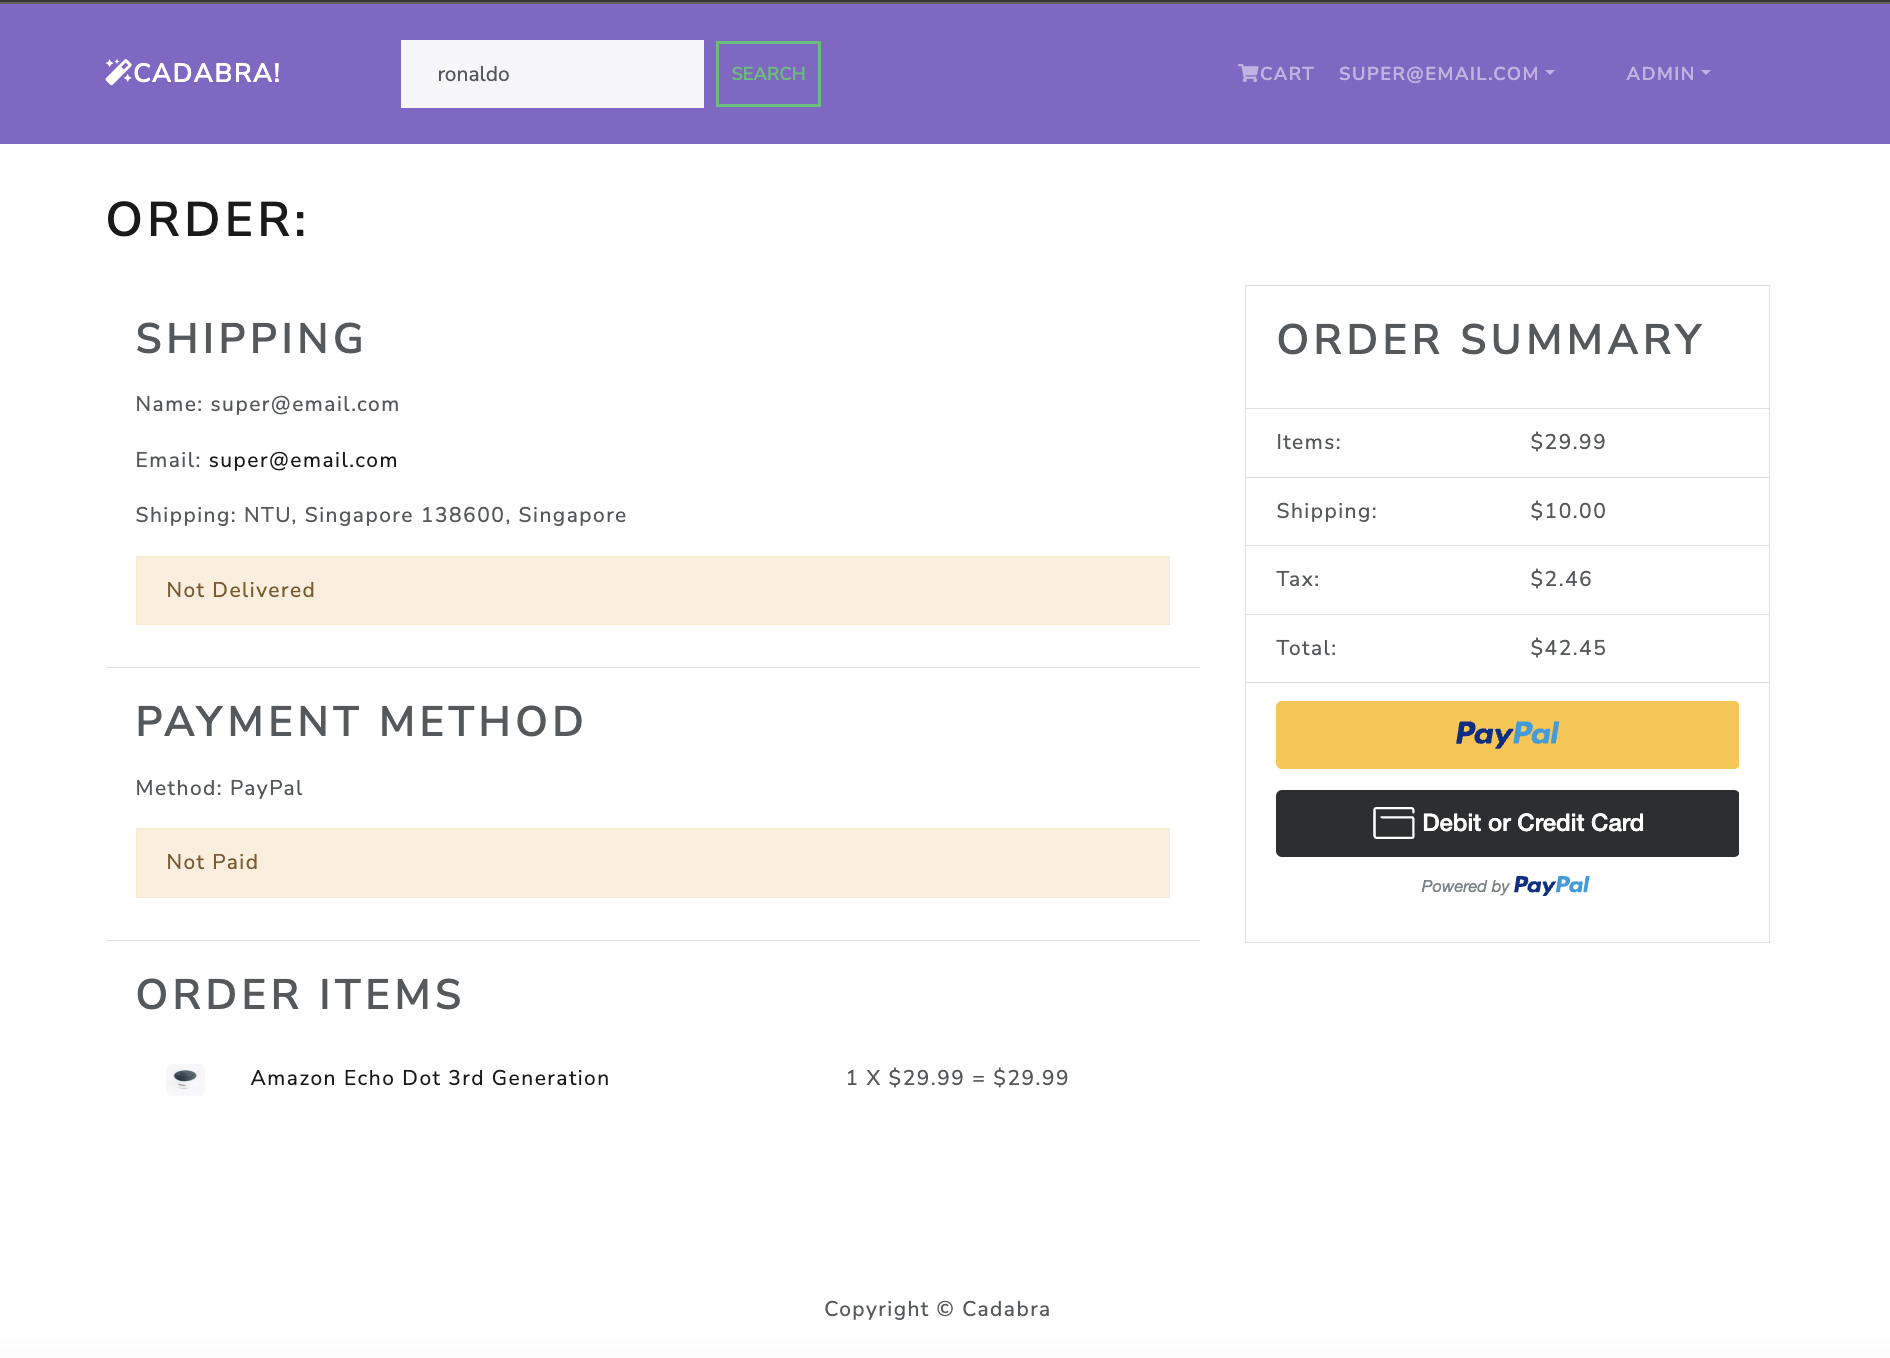 CADABRA!
ronaldo
SEARCH
CART
SUPER@EMAIL.COM
ADMIN
ORDER:
SHIPPING
Name: super@email.com
Email: super@email.com
Shipping: NTU, Singapore 138600, Singapore
Not Delivered
PAYMENT METHOD
Method: PayPal
Not Paid
ORDER ITEMS
Amazon Echo Dot 3rd Generation
1 X $29.99 = $29.99
ORDER SUMMARY
Items: $29.99
Shipping: $10.00
Tax: $2.46
Total: $42.45
PayPal
Debit or Credit Card
Powered by PayPal
Copyright © Cadabra